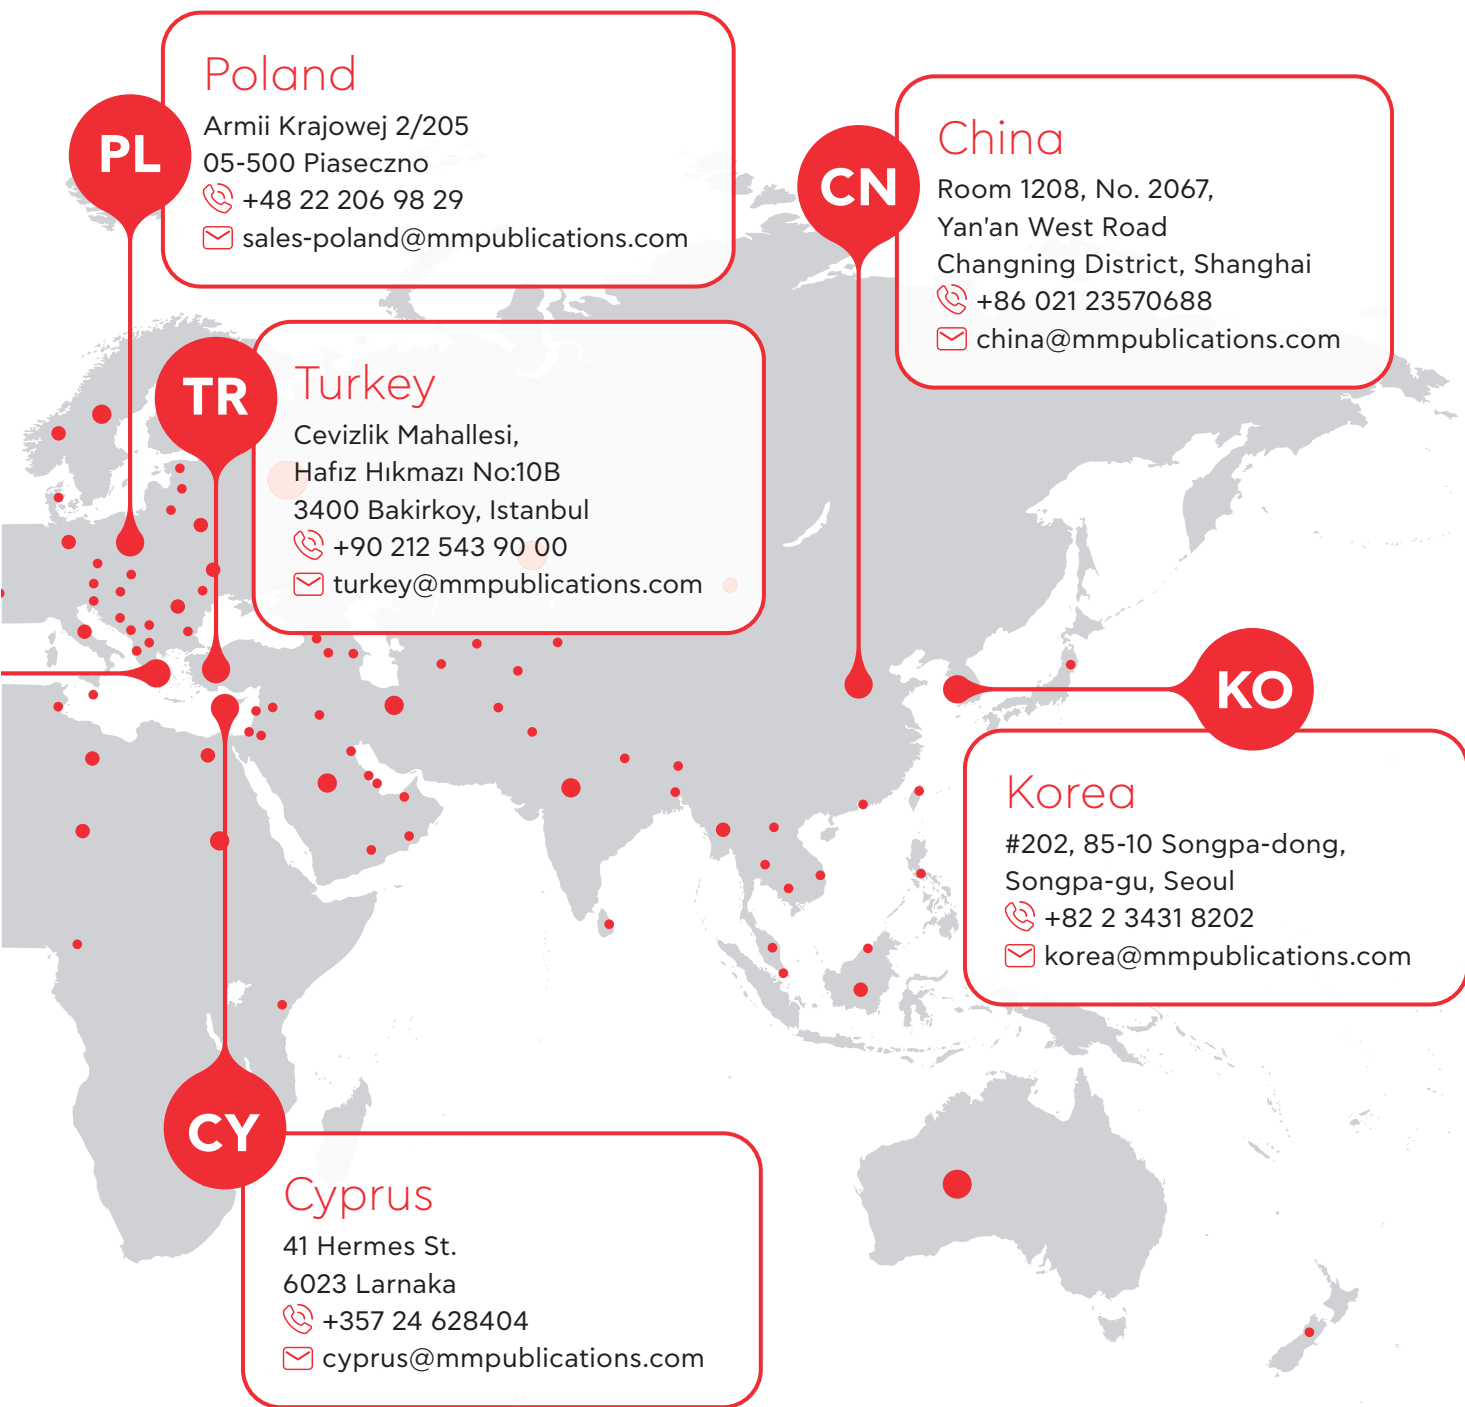 PL
Poland
Armii Krajowej 2/205
05-500 Piaseczno
+48 22 206 98 29
sales-poland@mmpublications.com
CN
China
Room 1208, No. 2067,
Yan'an West Road
Changning District, Shanghai
+86 021 23570688
china@mmpublications.com
TR
Turkey
Cevizlik Mahallesi,
Hafız Hıkmazı No:10B
3400 Bakirkoy, Istanbul
+90 212 543 90 00
turkey@mmpublications.com
KO
Korea
#202, 85-10 Songpa-dong,
Songpa-gu, Seoul
+82 2 3431 8202
korea@mmpublications.com
CY
Cyprus
41 Hermes St.
6023 Larnaka
+357 24 628404
cyprus@mmpublications.com